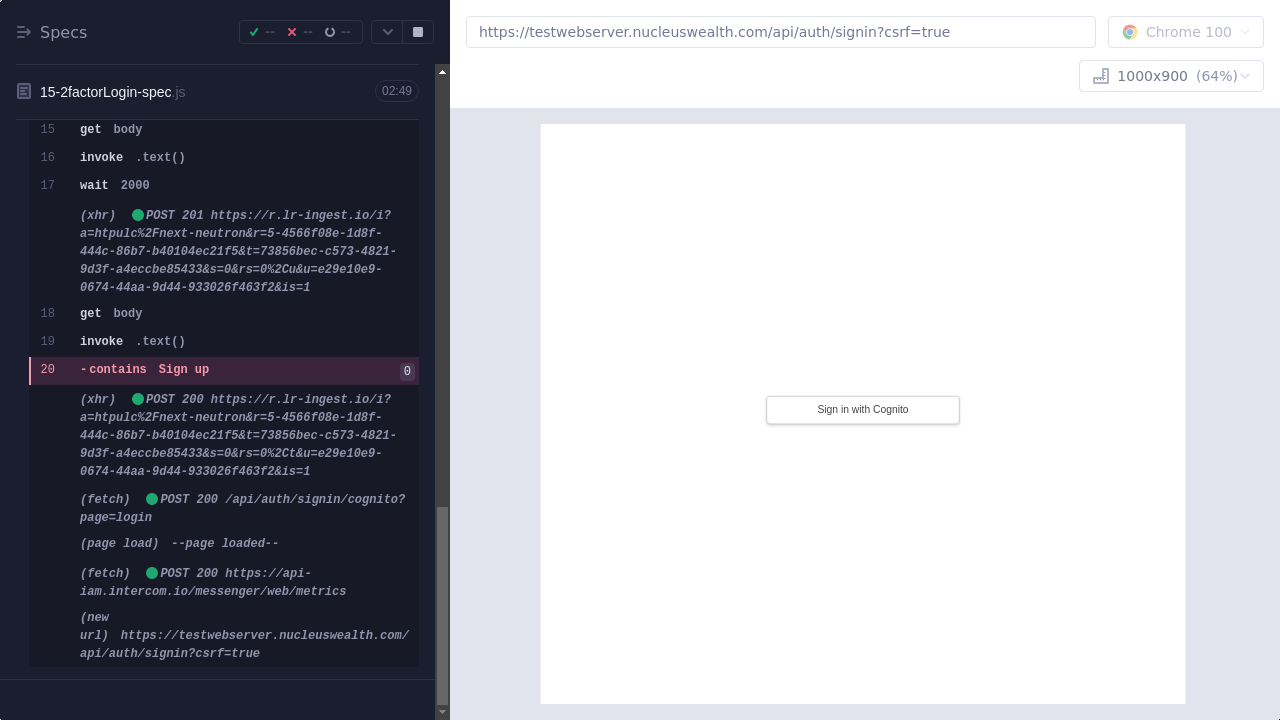 Specs
--
--
--
15-2factorLogin-spec.js
02:49
15 get body
16 invoke .text()
17 wait 2000
(xhr) POST 201 https://r.lr-ingest.io/i?
a=htpulc%2Fnext-neutron&r=5-4566f08e-1d8f-
444c-86b7-b40104ec21f5&t=73856bec-c573-4821-
9d3f-a4eccbe85433&s=0&rs=0%2Cu&u=e29e10e9-
0674-44aa-9d44-933026f463f2&is=1
18 get body
19 invoke .text()
20 -contains Sign up 0
(xhr) POST 200 https://r.lr-ingest.io/i?
a=htpulc%2Fnext-neutron&r=5-4566f08e-1d8f-
444c-86b7-b40104ec21f5&t=73856bec-c573-4821-
9d3f-a4eccbe85433&s=0&rs=0%2Ct&u=e29e10e9-
0674-44aa-9d44-933026f463f2&is=1
(fetch) POST 200 /api/auth/signin/cognito?
page=login
(page load) --page loaded--
(fetch) POST 200 https://api-
iam.intercom.io/messenger/web/metrics
(new
url) https://testwebserver.nucleuswealth.com/
api/auth/signin?csrf=true
https://testwebserver.nucleuswealth.com/api/auth/signin?csrf=true
Chrome 100
1000x900 (64%)
Sign in with Cognito